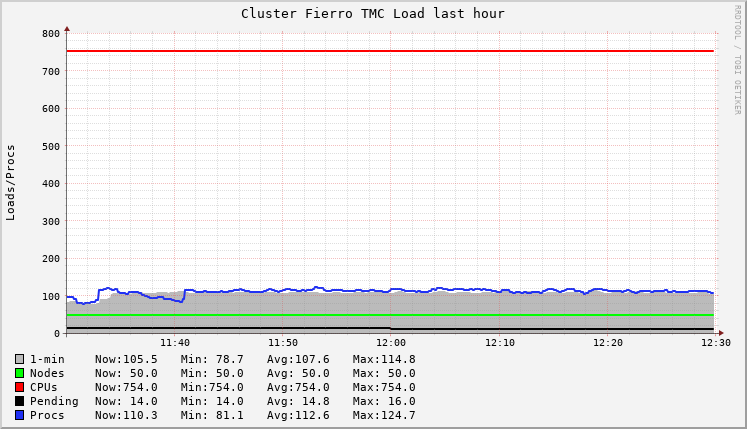 Cluster Fierro TMC Load last hour
RRDTOOL / TOBI OETIKER
Loads/Procs
800
700
600
500
400
300
200
100
0
11:40 11:50 12:00 12:10 12:20 12:30
1-min Now:105.5 Min: 78.7 Avg:107.6 Max:114.8
Nodes Now: 50.0 Min: 50.0 Avg: 50.0 Max: 50.0
CPUs Now:754.0 Min:754.0 Avg:754.0 Max:754.0
Pending Now: 14.0 Min: 14.0 Avg: 14.8 Max: 16.0
Procs Now:110.3 Min: 81.1 Avg:112.6 Max:124.7